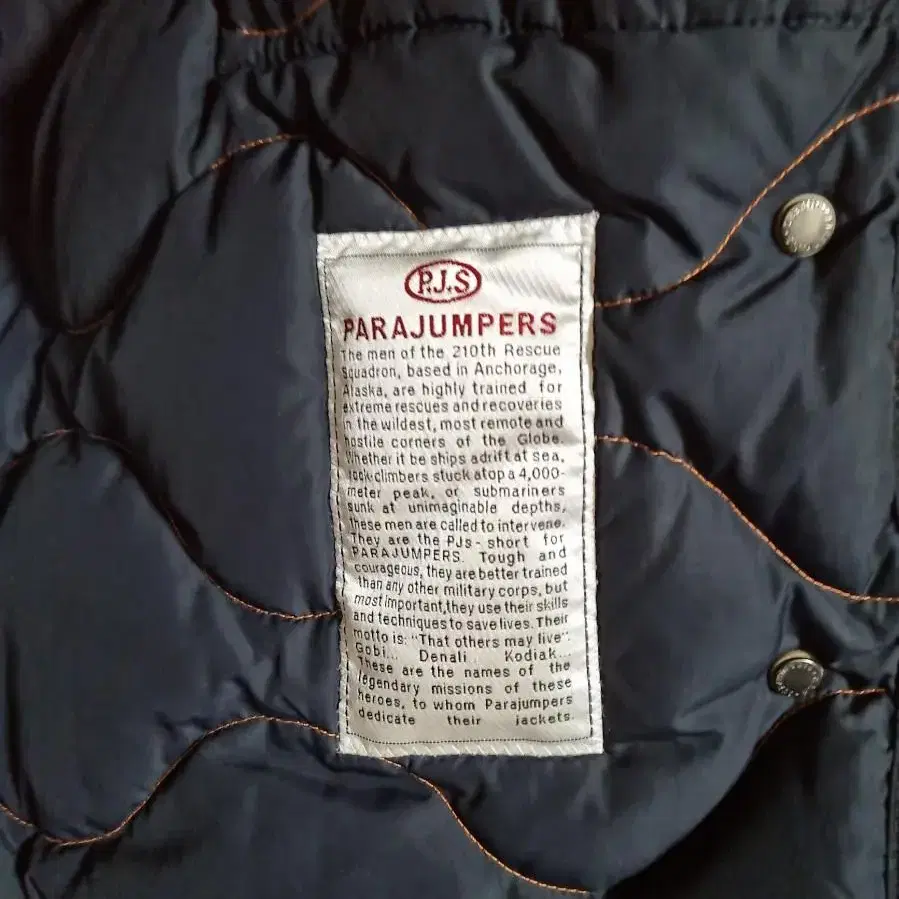 P.J.S
PARAJUMPERS
The men of the 210th Rescue
Squadron, based in Anchorage,
Alaska, are highly trained for
extreme rescues and recoveries
in the wildest, most remote and
hostile corners of the Globe.
Whether it be ships adrift at sea,
rock-climbers stuck atop a 4,000-
meter peak, or submariners
sunk at unimaginable depths,
these men are called to intervene.
They are the PJs - short for
PARAJUMPERS. Tough and
courageous, they are better trained
than any other military corps, but
most important, they use their skills
and techniques to save lives. Their
motto is: "That others may live".
Gobi... Denali... Kodiak...
These are the names of the
legendary missions of these
heroes, to whom Parajumpers
dedicate their jackets.